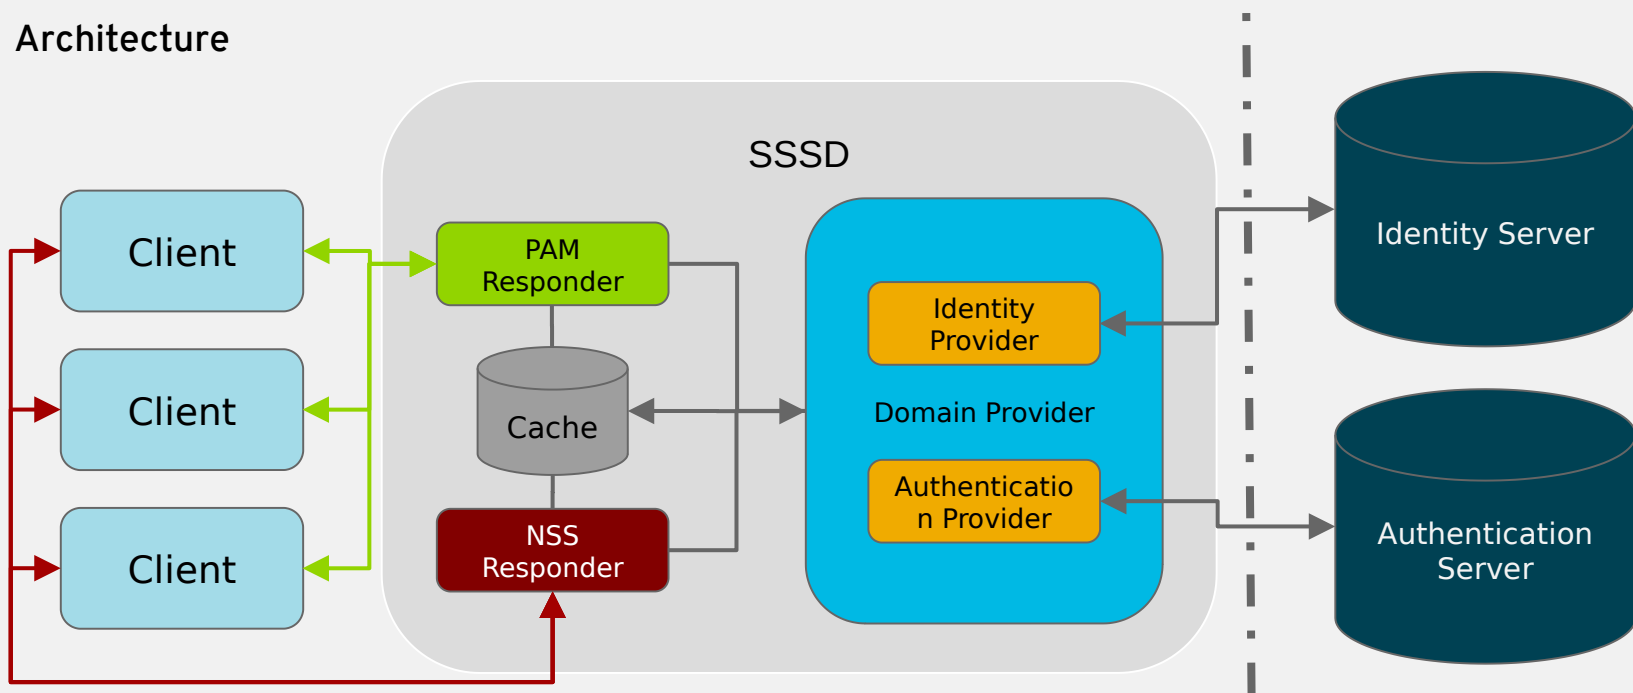 Architecture
SSSD
Client
Client
Client
PAM
Responder
Cache
NSS
Responder
Identity
Provider
Domain Provider
Authenticatio
n Provider
Identity Server
Authentication
Server